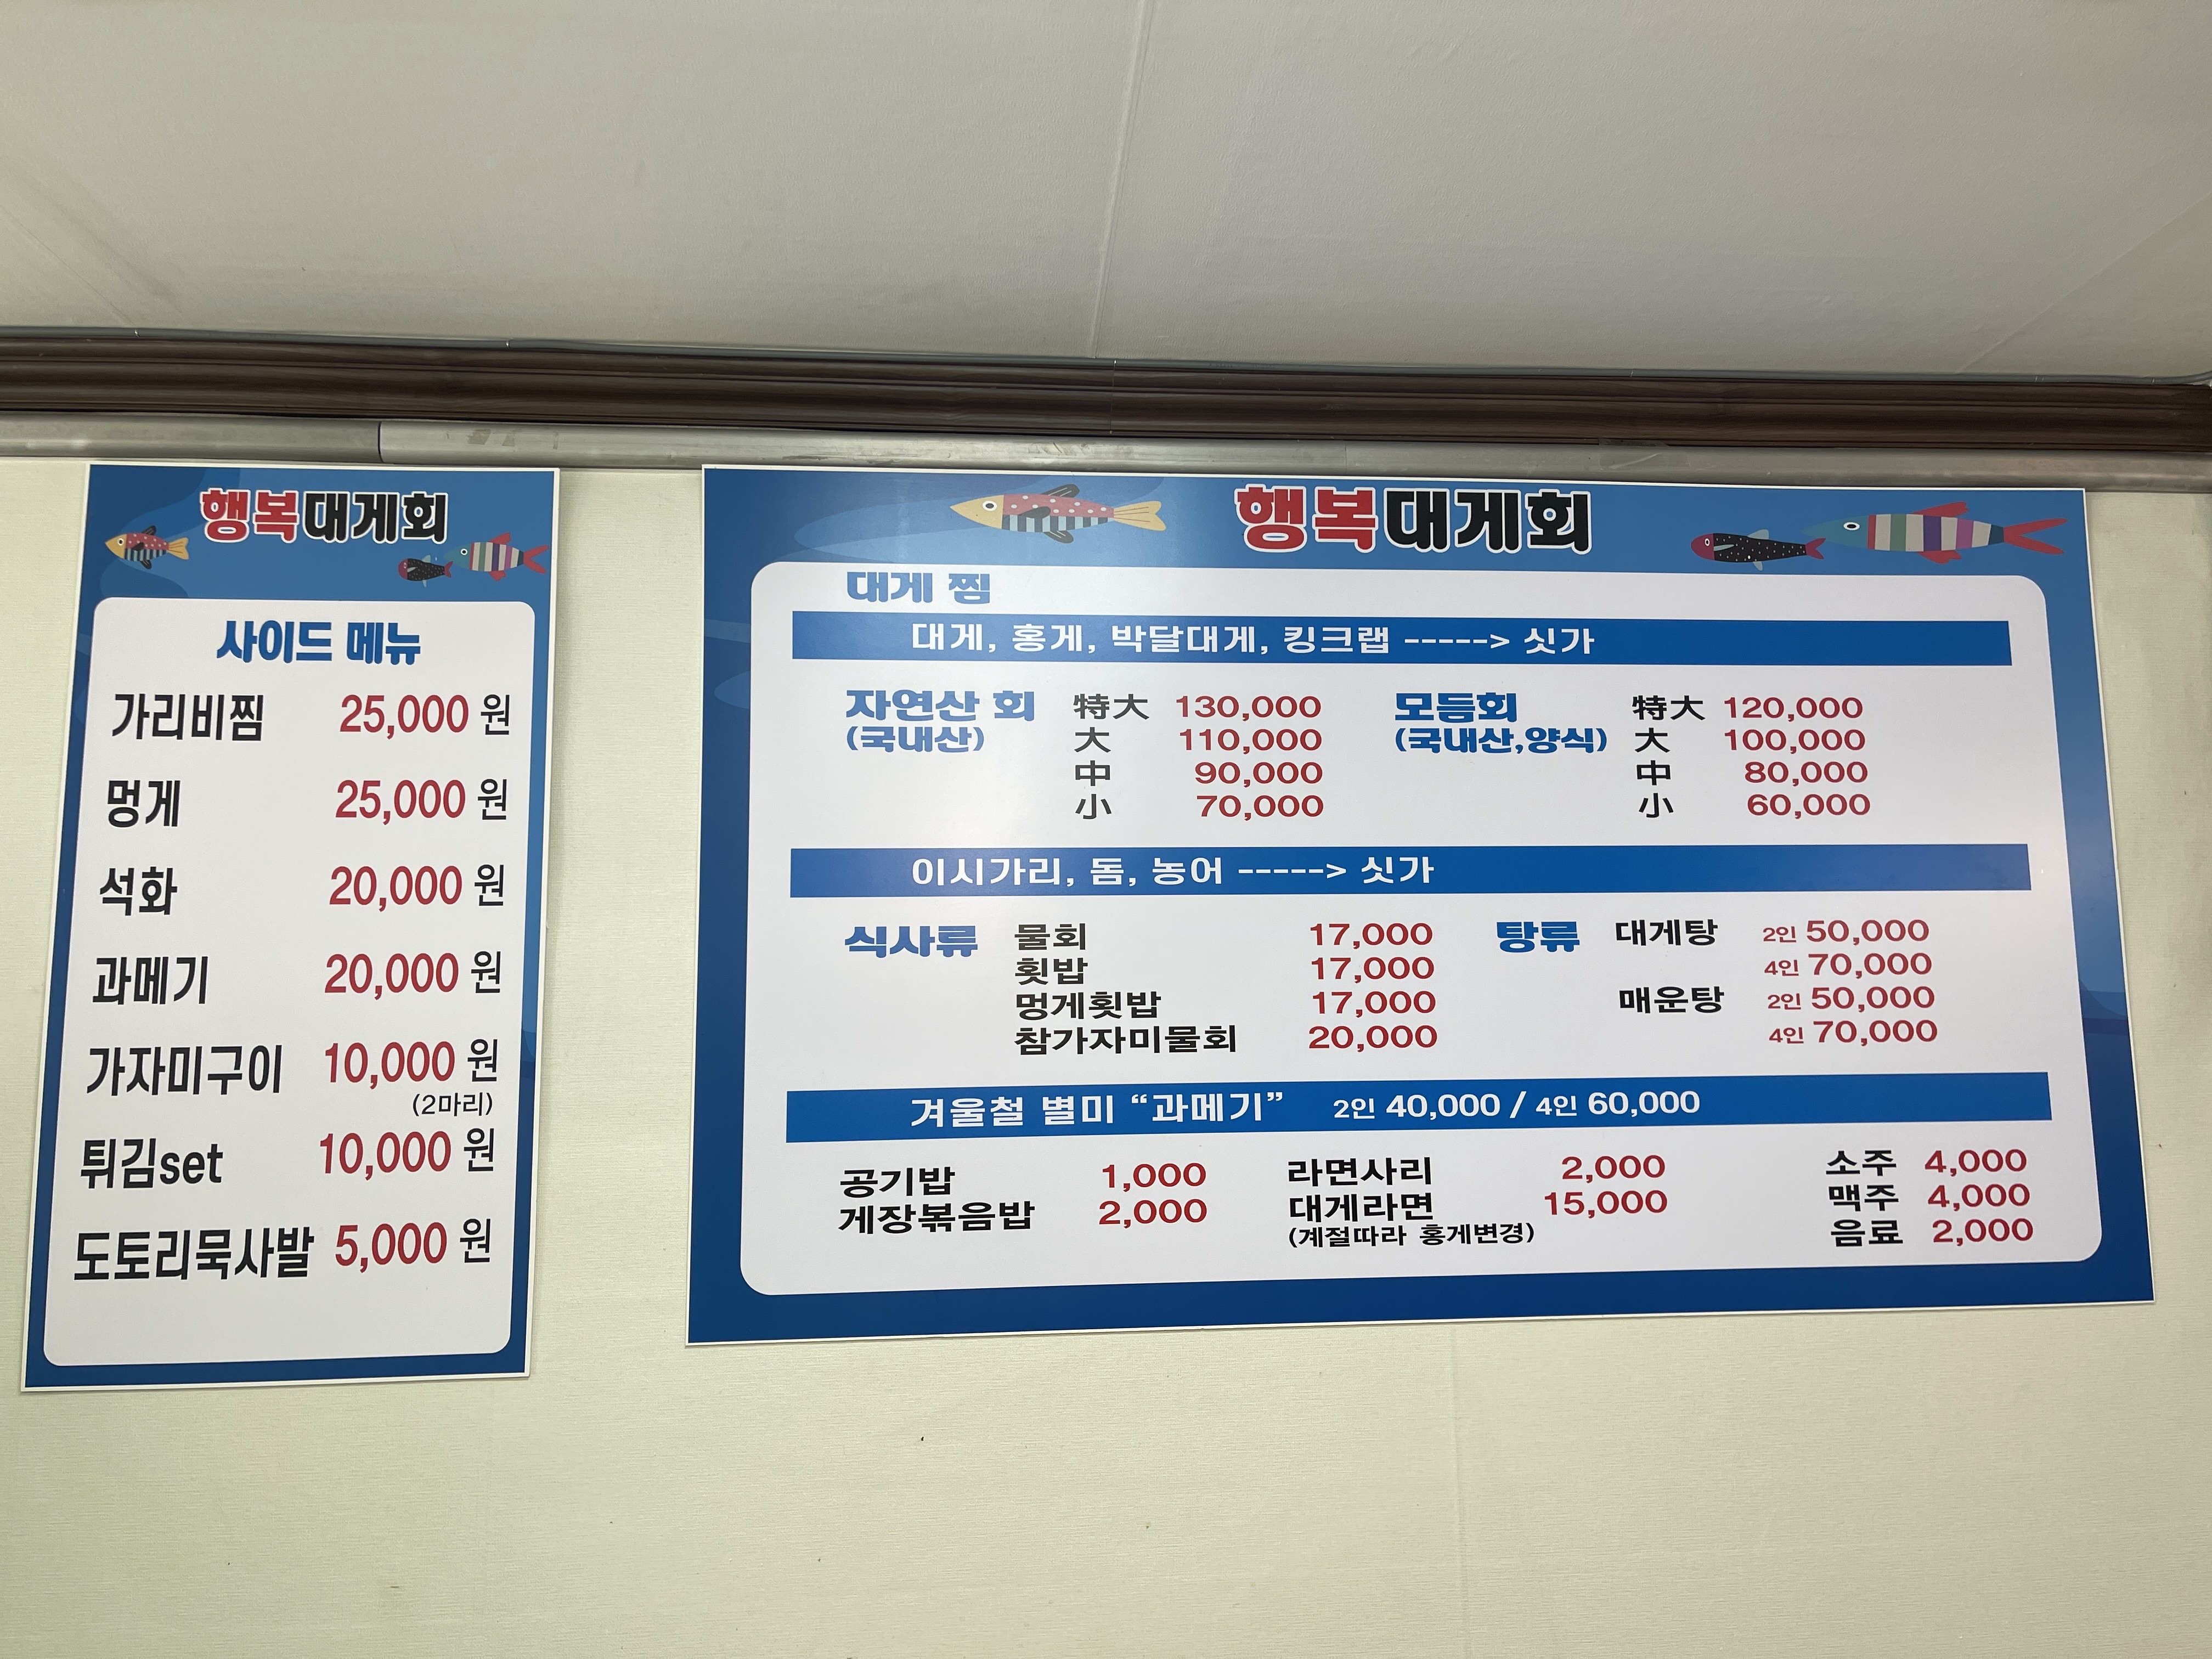 행복대게회
사이드 메뉴
가리비찜 25,000 원
멍게 25,000 원
석화 20,000 원
과메기 20,000 원
가자미구이 10,000 원
(2마리)
튀김set 10,000 원
도토리묵사발 5,000 원
행복대게회
대게 찜
대게, 홍게, 박달대게, 킹크랩 -----> 싯가
자연산 회 特大 130,000 모듬회 特大 120,000
(국내산) 大 110,000 (국내산,양식) 大 100,000
中 90,000 中 80,000
小 70,000 小 60,000
이시가리, 돔, 농어 -----> 싯가
식사류 물회 17,000 탕류 대게탕 2인 50,000
횟밥 17,000 4인 70,000
멍게횟밥 17,000 매운탕 2인 50,000
참가자미물회 20,000 4인 70,000
겨울철 별미 “과메기” 2인 40,000 / 4인 60,000
공기밥 1,000 라면사리 2,000 소주 4,000
게장볶음밥 2,000 대게라면 15,000 맥주 4,000
(계절따라 홍게변경) 음료 2,000